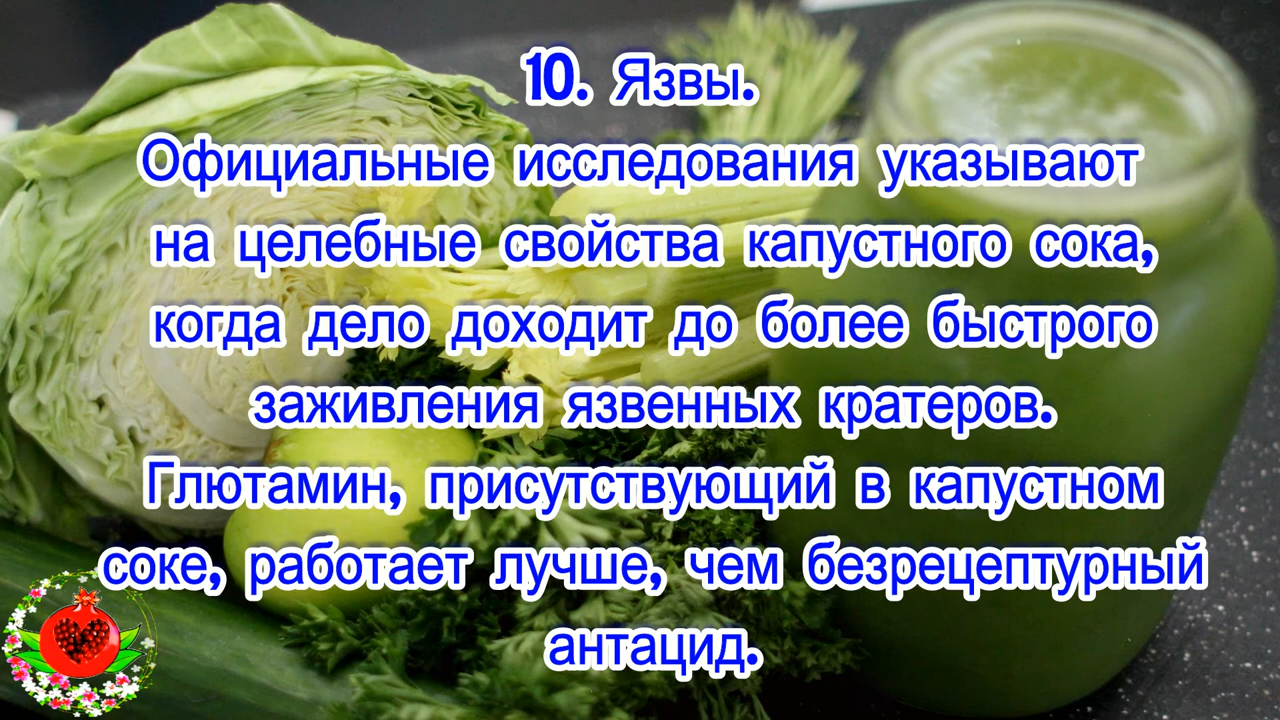 10. Язвы.
Официальные исследования указывают
на целебные свойства капустного сока,
когда дело доходит до более быстрого
заживления язвенных кратеров.
Глютамин, присутствующий в капустном
соке, работает лучше, чем безрецептурный
антацид.